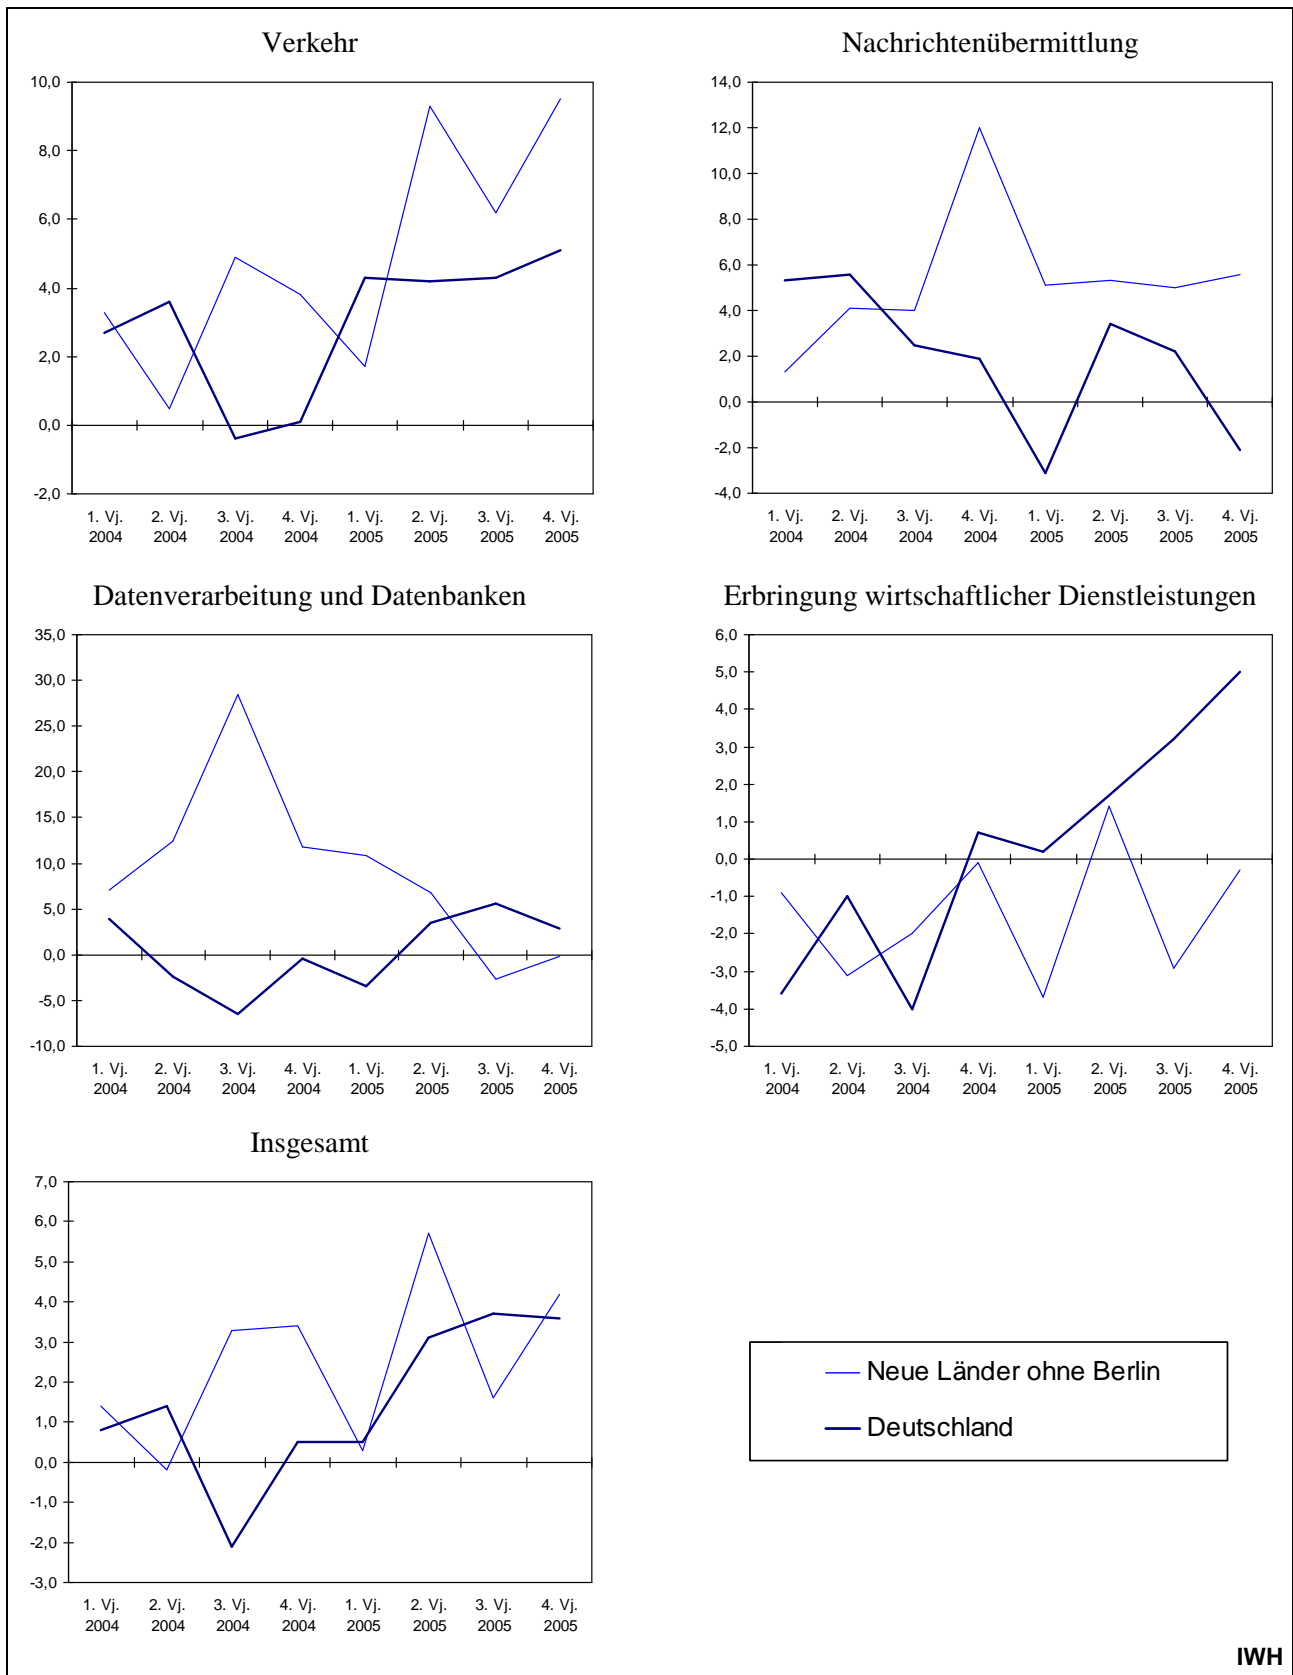 Verkehr
10,0
8,0
6,0
4,0
2,0
0,0
-2,0
1. Vj. 2. Vj. 3. Vj. 4. Vj. 1. Vj. 2. Vj. 3. Vj. 4. Vj.
2004 2004 2004 2004 2005 2005 2005 2005
Nachrichtenübermittlung
14,0
12,0
10,0
8,0
6,0
4,0
2,0
0,0
-2,0
-4,0
1. Vj. 2. Vj. 3. Vj. 4. Vj. 1. Vj. 2. Vj. 3. Vj. 4. Vj.
2004 2004 2004 2004 2005 2005 2005 2005
Datenverarbeitung und Datenbanken
35,0
30,0
25,0
20,0
15,0
10,0
5,0
0,0
-5,0
-10,0
1. Vj. 2. Vj. 3. Vj. 4. Vj. 1. Vj. 2. Vj. 3. Vj. 4. Vj.
2004 2004 2004 2004 2005 2005 2005 2005
Erbringung wirtschaftlicher Dienstleistungen
6,0
5,0
4,0
3,0
2,0
1,0
0,0
-1,0
-2,0
-3,0
-4,0
-5,0
1. Vj. 2. Vj. 3. Vj. 4. Vj. 1. Vj. 2. Vj. 3. Vj. 4. Vj.
2004 2004 2004 2004 2005 2005 2005 2005
Insgesamt
7,0
6,0
5,0
4,0
3,0
2,0
1,0
0,0
-1,0
-2,0
-3,0
1. Vj. 2. Vj. 3. Vj. 4. Vj. 1. Vj. 2. Vj. 3. Vj. 4. Vj.
2004 2004 2004 2004 2005 2005 2005 2005
Neue Länder ohne Berlin
Deutschland
IWH